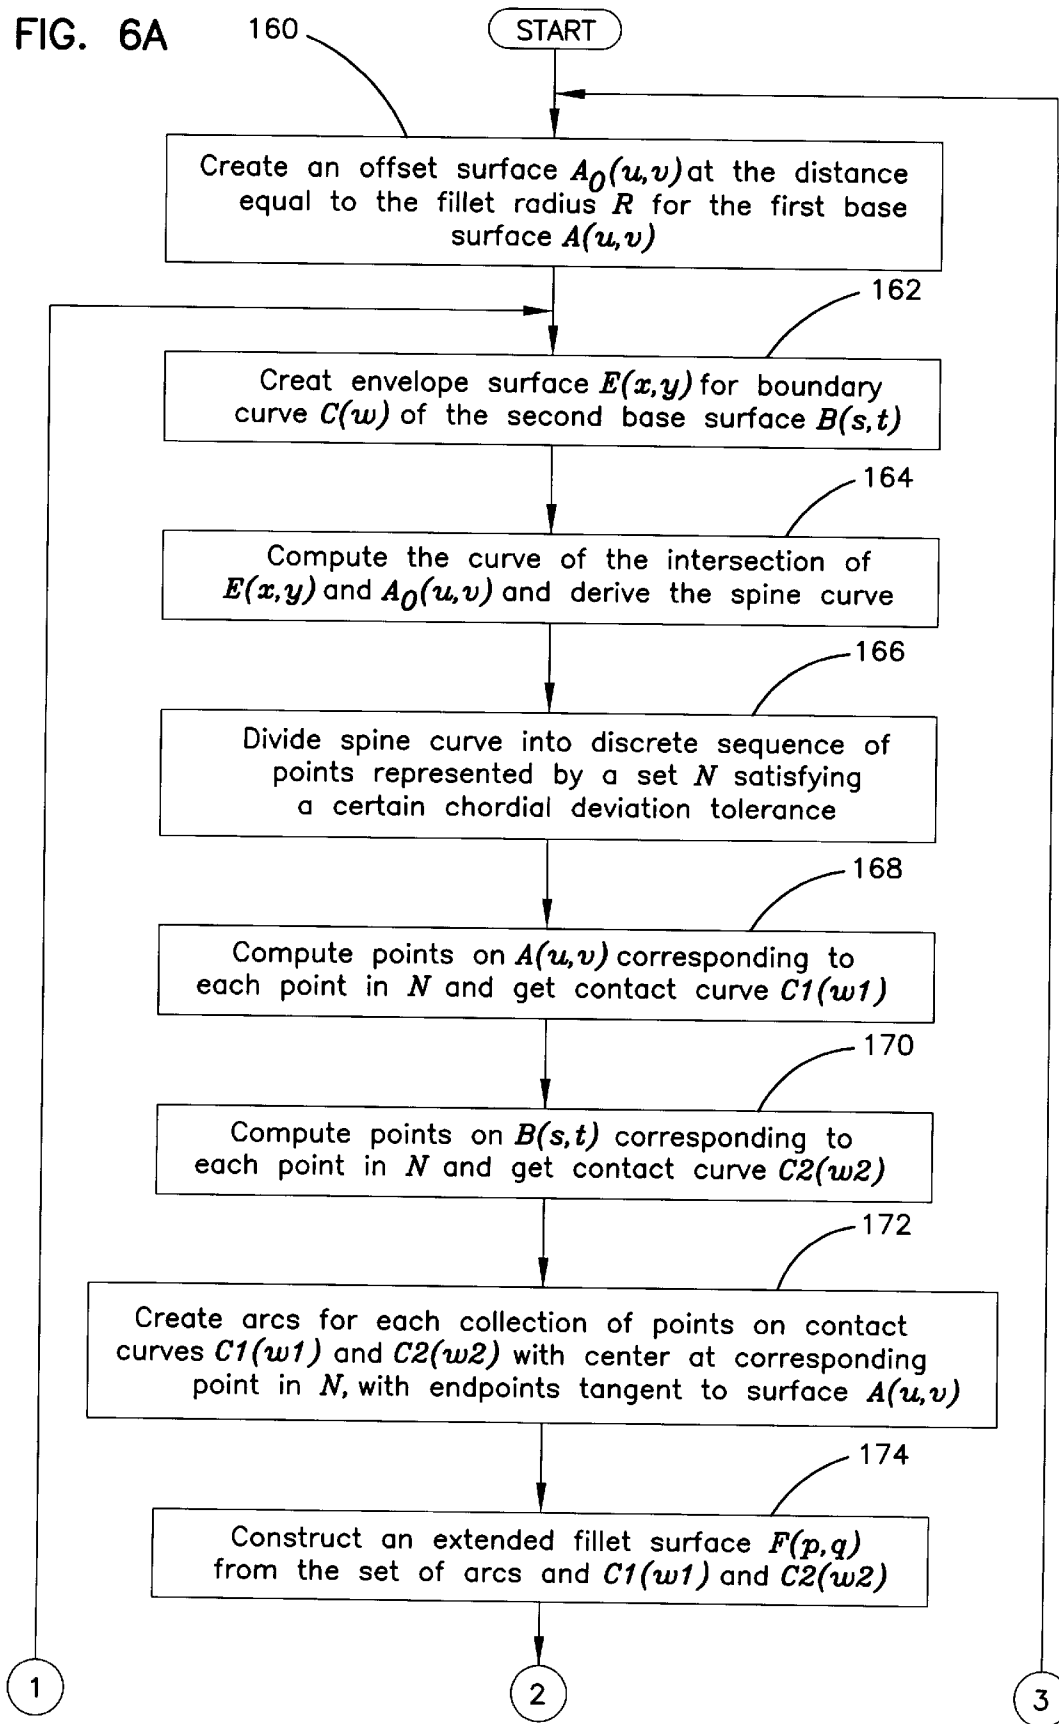 FIG. 6A
160
START
Create an offset surface A0(u,v) at the distance
equal to the fillet radius R for the first base
surface A(u,v)
162
Creat envelope surface E(x,y) for boundary
curve C(w) of the second base surface B(s,t)
164
Compute the curve of the intersection of
E(x,y) and A0(u,v) and derive the spine curve
166
Divide spine curve into discrete sequence of
points represented by a set N satisfying
a certain chordial deviation tolerance
168
Compute points on A(u,v) corresponding to
each point in N and get contact curve C1(w1)
170
Compute points on B(s,t) corresponding to
each point in N and get contact curve C2(w2)
172
Create arcs for each collection of points on contact
curves C1(w1) and C2(w2) with center at corresponding
point in N, with endpoints tangent to surface A(u,v)
174
Construct an extended fillet surface F(p,q)
from the set of arcs and C1(w1) and C2(w2)
1
2
3